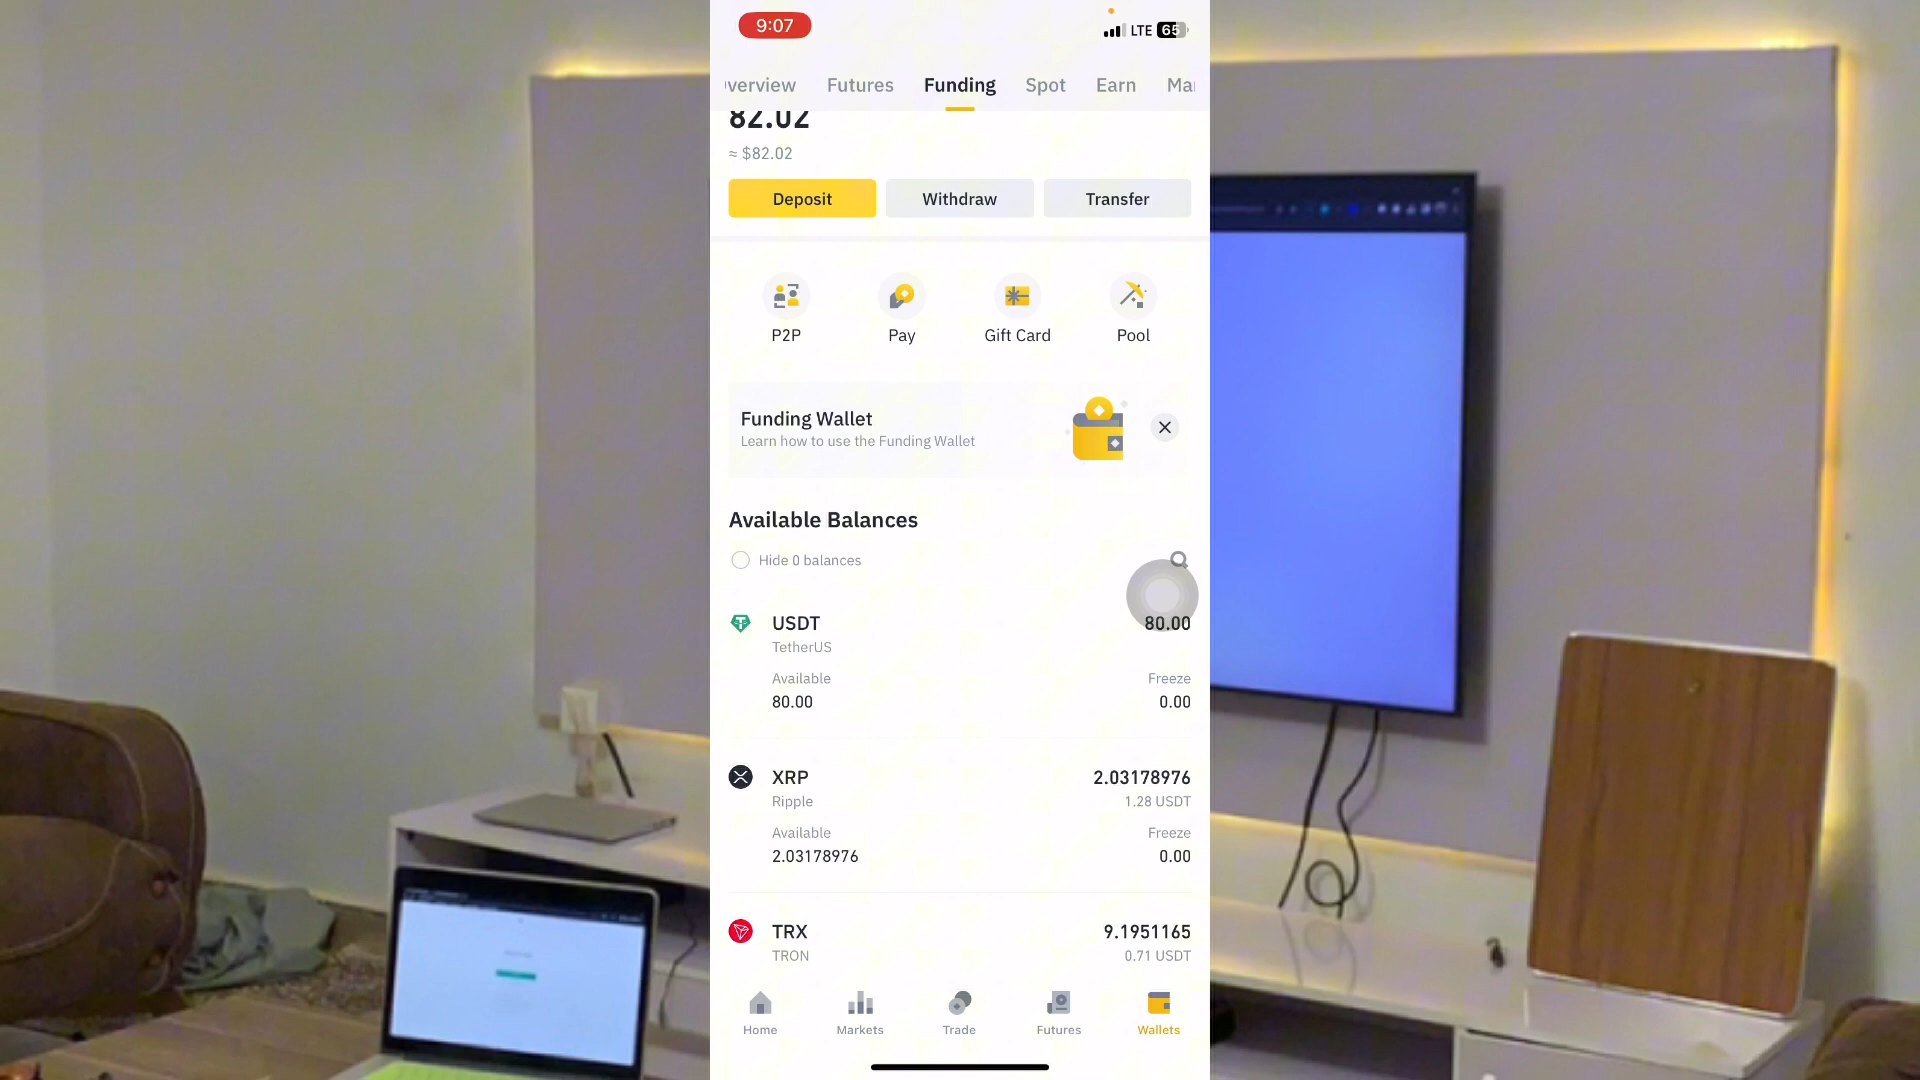 9:07
LTE 65
verview Futures Funding Spot Earn Mar
82.02
≈ $82.02
Deposit Withdraw Transfer
P2P Pay Gift Card Pool
Funding Wallet
Learn how to use the Funding Wallet
Available Balances
Hide 0 balances
USDT 80.00
TetherUS
Available Freeze
80.00 0.00
XRP 2.03178976
Ripple 1.28 USDT
Available Freeze
2.03178976 0.00
TRX 9.1951165
TRON 0.71 USDT
Home Markets Trade Futures Wallets